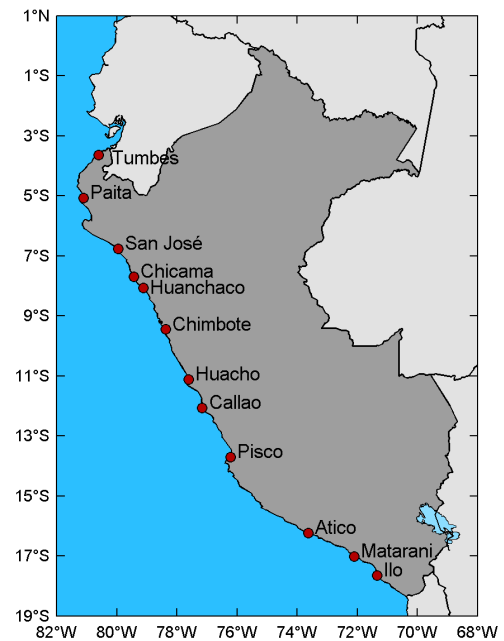 1°N
1°S
3°S
Tumbes
5°S
Paita
San José
7°S
Chicama
Huanchaco
9°S
Chimbote
11°S
Huacho
Callao
13°S
Pisco
15°S
Atico
17°S
Matarani
Ilo
19°S
82°W 80°W 78°W 76°W 74°W 72°W 70°W 68°W